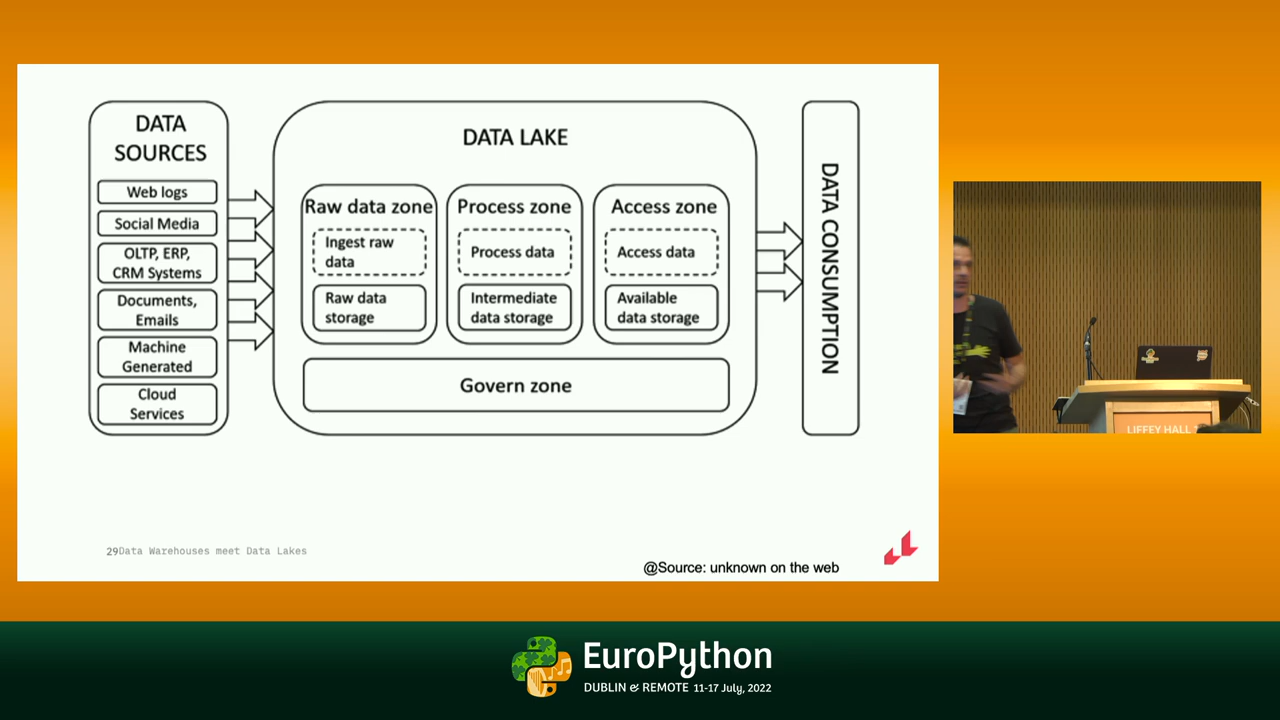 DATA
SOURCES
Web logs
Social Media
OLTP, ERP,
CRM Systems
Documents,
Emails
Machine
Generated
Cloud
Services
DATA LAKE
Raw data zone
Ingest raw
data
Raw data
storage
Process zone
Process data
Intermediate
data storage
Access zone
Access data
Available
data storage
Govern zone
DATA CONSUMPTION
29Data Warehouses meet Data Lakes
@Source: unknown on the web
LIFFEY HALL 1
EuroPython
DUBLIN & REMOTE 11-17 July, 2022